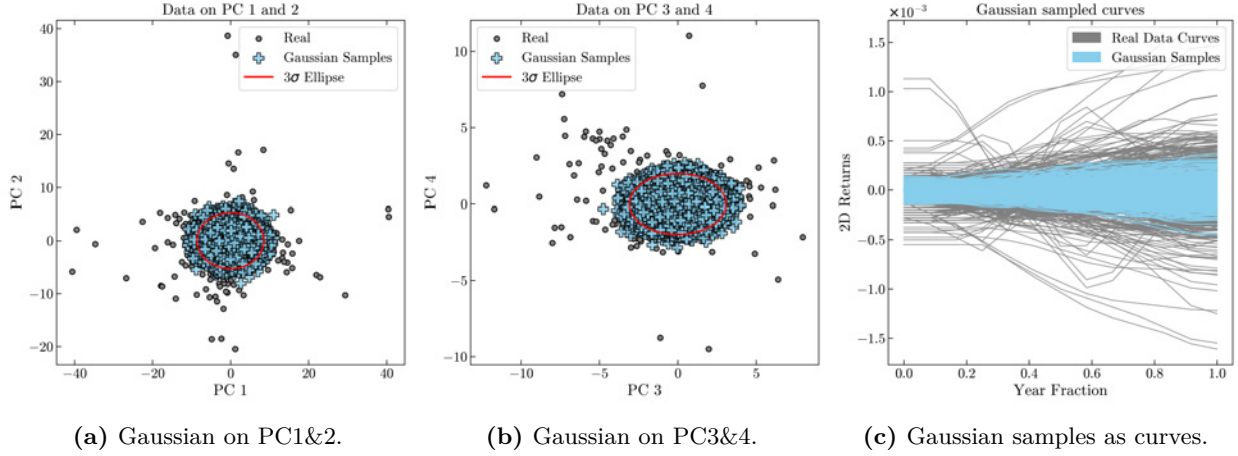 Data on PC 1 and 2
40
30
20
10
0
−10
−20
PC 2
−40
−20
0
20
40
PC 1
Real
Gaussian Samples
3σ Ellipse
(a) Gaussian on PC1&2.
Data on PC 3 and 4
10
5
0
−5
−10
PC 4
−10
−5
0
5
PC 3
Real
Gaussian Samples
3σ Ellipse
(b) Gaussian on PC3&4.
×10⁻³
Gaussian sampled curves
1.5
1.0
0.5
0.0
−0.5
−1.0
−1.5
2D Returns
0.0
0.2
0.4
0.6
0.8
1.0
Year Fraction
Real Data Curves
Gaussian Samples
(c) Gaussian samples as curves.